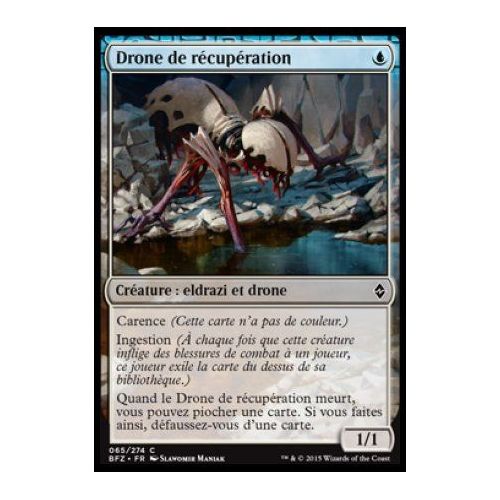 Drone de récupération
Créature : eldrazi et drone
Carence (Cette carte n'a pas de couleur.)
Ingestion (À chaque fois que cette créature
inflige des blessures de combat à un joueur,
ce joueur exile la carte du dessus de sa
bibliothèque.)
Quand le Drone de récupération meurt,
vous pouvez piocher une carte. Si vous faites
ainsi, défaussez-vous d'une carte.
1/1
065/274 C
BFZ • FR Slawomir Maniak
™ & © 2015 Wizards of the Coast